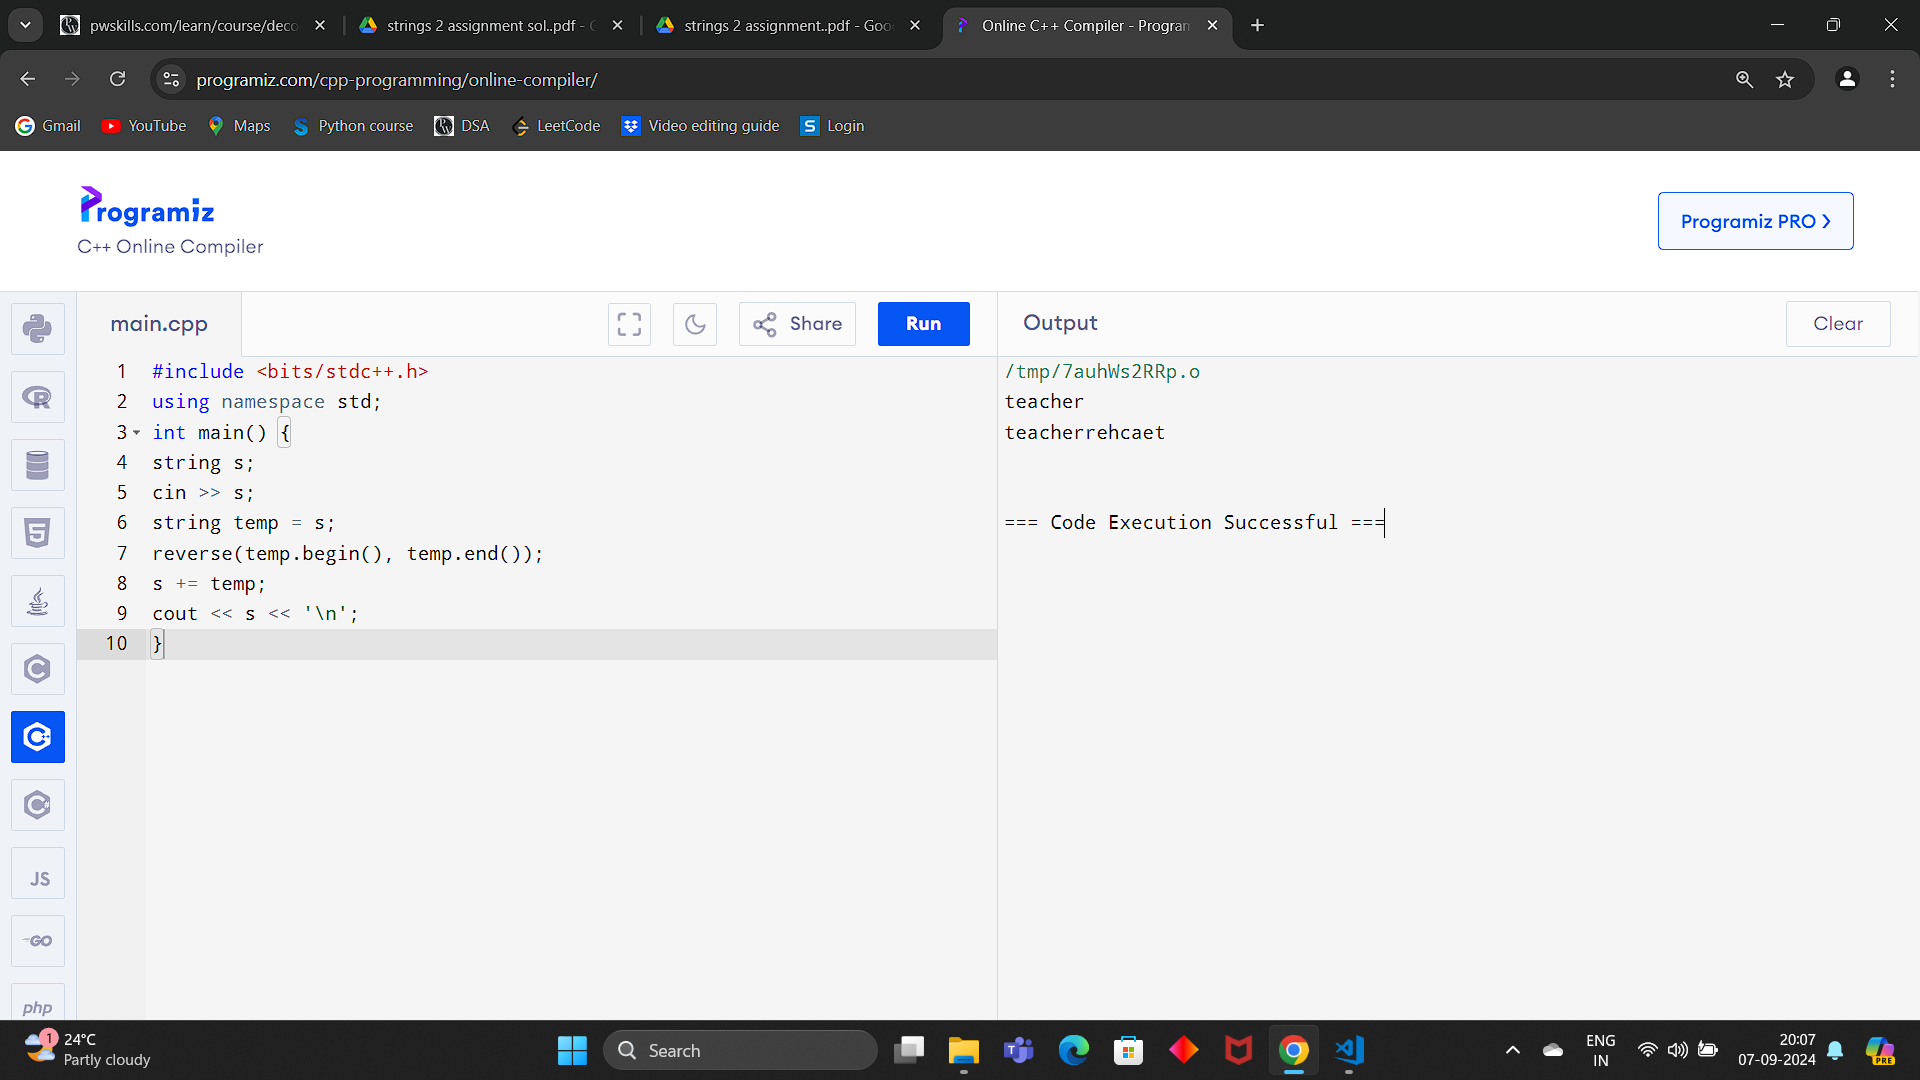 pwskills.com/learn/course/deco
strings 2 assignment sol..pdf - G
strings 2 assignment..pdf - Goo
Online C++ Compiler - Program
programiz.com/cpp-programming/online-compiler/
Gmail
YouTube
Maps
Python course
DSA
LeetCode
Video editing guide
S
Login
Programiz
C++ Online Compiler
Programiz PRO >
main.cpp
Share
Run
Output
Clear
1 #include <bits/stdc++.h>
2 using namespace std;
3 int main() {
4 string s;
5 cin >> s;
6 string temp = s;
7 reverse(temp.begin(), temp.end());
8 s += temp;
9 cout << s << '\n';
10 }
/tmp/7auhWs2RRp.o
teacher
teacherrehcaet
=== Code Execution Successful ===
JS
GO
php
1
24°C
Partly cloudy
Search
ENG
IN
20:07
07-09-2024
PRE